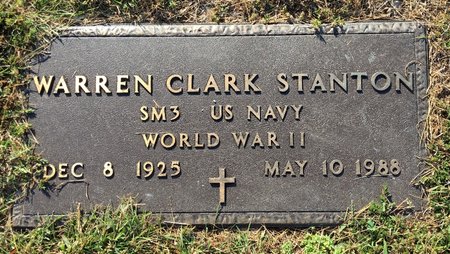 WARREN CLARK STANTON
SM3 US NAVY
WORLD WAR II
DEC 8 1925 MAY 10 1988